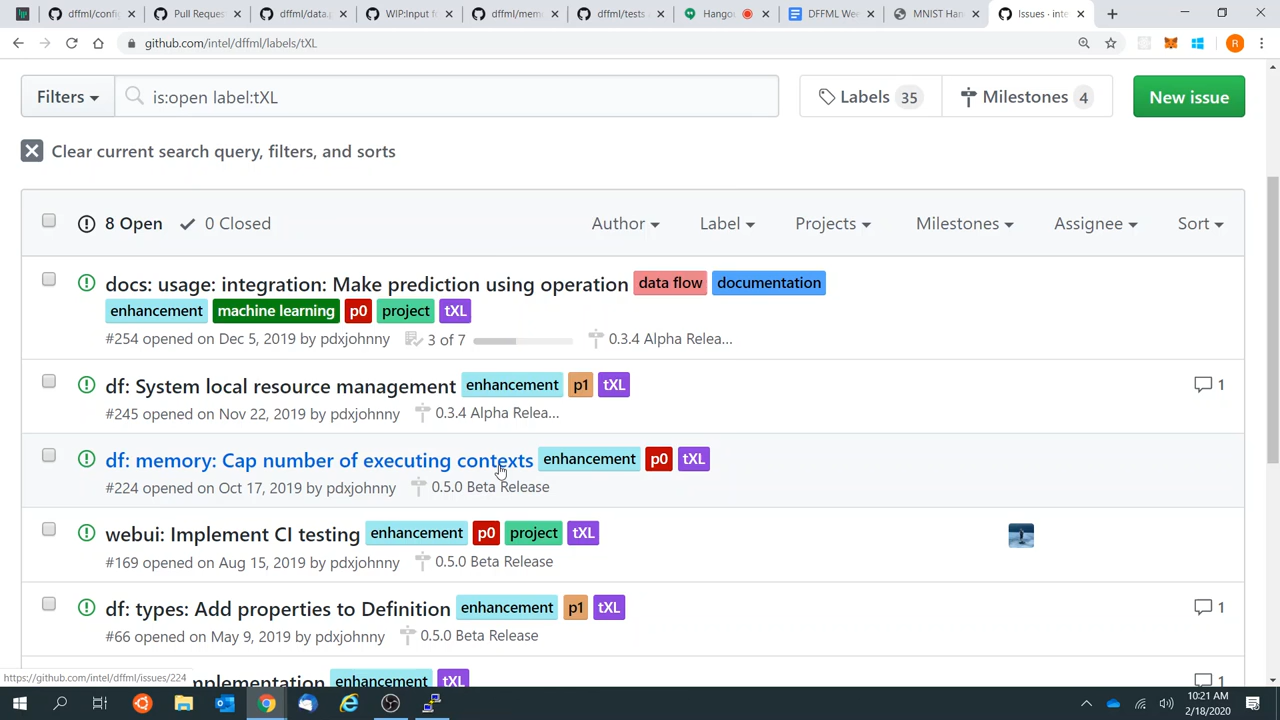 dffml/config
Pull Reques
dffml/data.p
WIP:Input f
dffml/mem
dffml/tests
Hangou
DFFML Wee
MNIST Han
Issues · inte
github.com/intel/dffml/labels/tXL
R
Filters
is:open label:tXL
Labels 35
Milestones 4
New issue
Clear current search query, filters, and sorts
8 Open
0 Closed
Author
Label
Projects
Milestones
Assignee
Sort
docs: usage: integration: Make prediction using operation data flow documentation
enhancement machine learning p0 project tXL
#254 opened on Dec 5, 2019 by pdxjohnny 3 of 7 0.3.4 Alpha Relea...
df: System local resource management enhancement p1 tXL 1
#245 opened on Nov 22, 2019 by pdxjohnny 0.3.4 Alpha Relea...
df: memory: Cap number of executing contexts enhancement p0 tXL
#224 opened on Oct 17, 2019 by pdxjohnny 0.5.0 Beta Release
webui: Implement CI testing enhancement p0 project tXL
#169 opened on Aug 15, 2019 by pdxjohnny 0.5.0 Beta Release
df: types: Add properties to Definition enhancement p1 tXL 1
#66 opened on May 9, 2019 by pdxjohnny 0.5.0 Beta Release
https://github.com/intel/dffml/issues/224
mplementation enhancement tXL 1
10:21 AM
2/18/2020